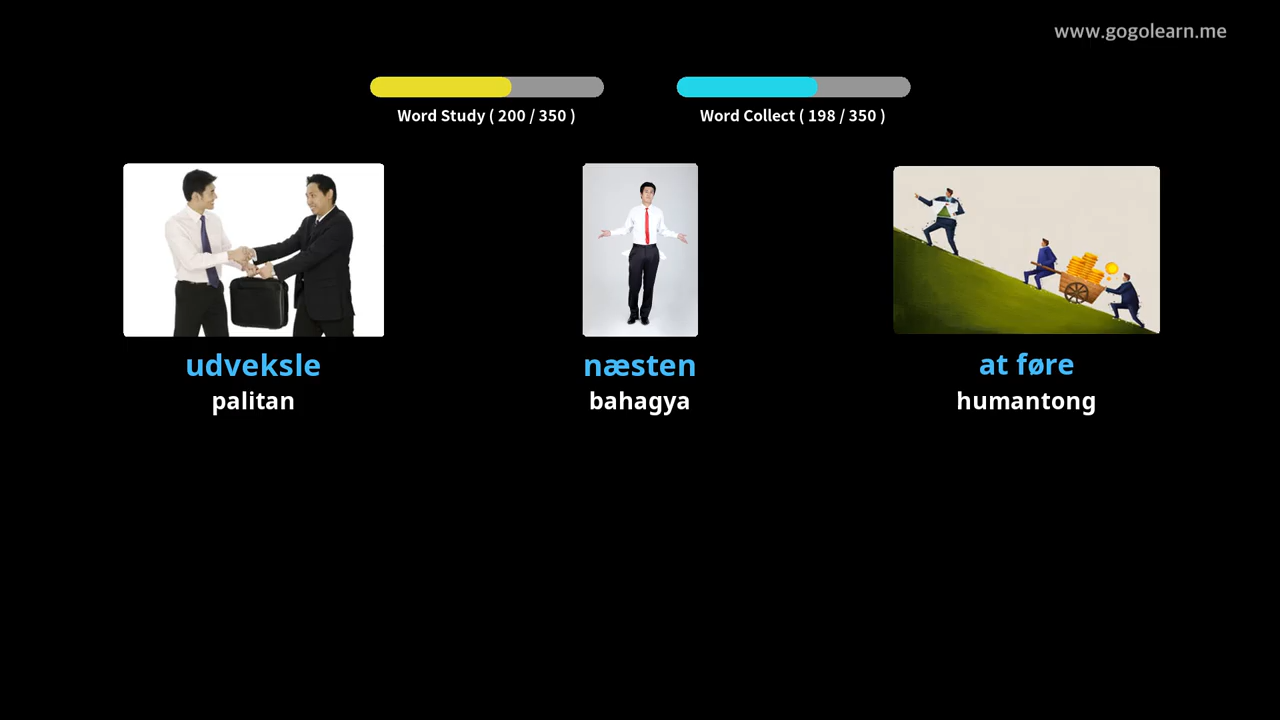 www.gogolearn.me
Word Study ( 200 / 350 )
Word Collect ( 198 / 350 )
udveksle
palitan
næsten
bahagya
at føre
humantong